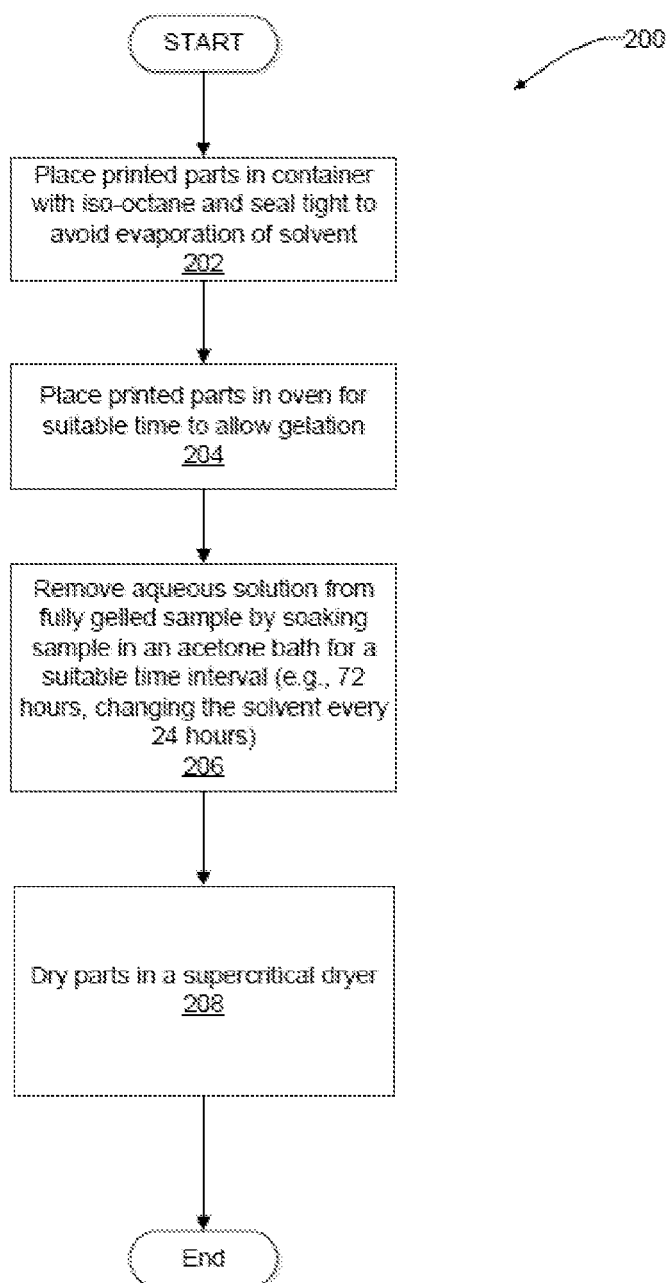 START
200
Place printed parts in container
with iso-octane and seal tight to
avoid evaporation of solvent
202
Place printed parts in oven for
suitable time to allow gelation
204
Remove aqueous solution from
fully gelled sample by soaking
sample in an acetone bath for a
suitable time interval (e.g., 72
hours, changing the solvent every
24 hours)
206
Dry parts in a supercritical dryer
208
End